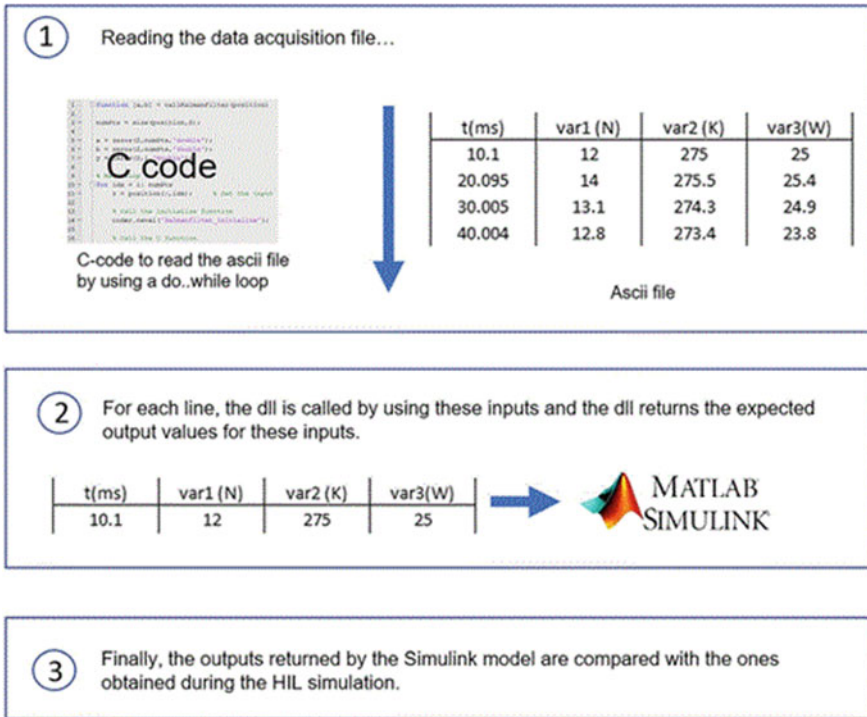 1 Reading the data acquisition file...
C code
C-code to read the ascii file
by using a do..while loop
t(ms) var1 (N) var2 (K) var3(W)
10.1 12 275 25
20.095 14 275.5 25.4
30.005 13.1 274.3 24.9
40.004 12.8 273.4 23.8
Ascii file
2 For each line, the dll is called by using these inputs and the dll returns the expected
output values for these inputs.
t(ms) var1 (N) var2 (K) var3(W)
10.1 12 275 25
MATLAB
SIMULINK
3 Finally, the outputs returned by the Simulink model are compared with the ones
obtained during the HIL simulation.